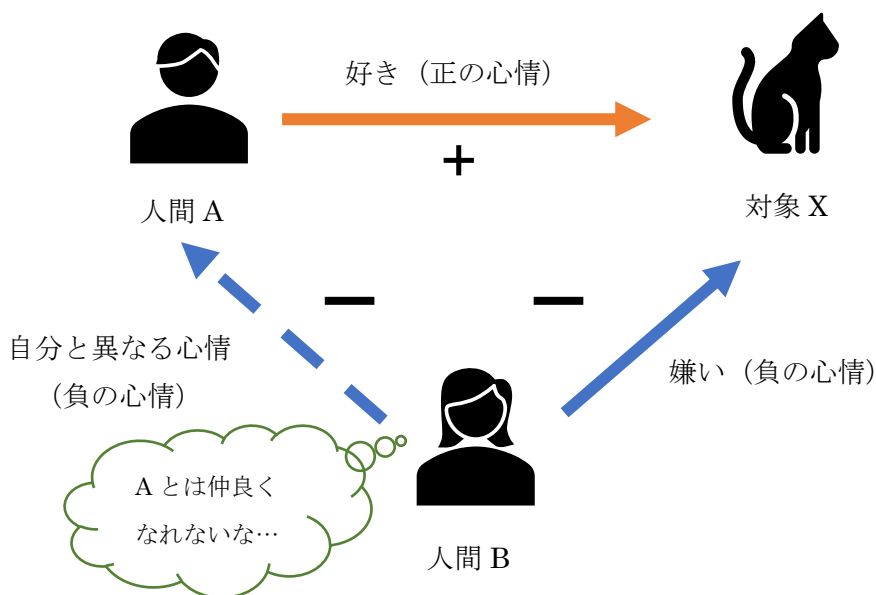 好き（正の心情）
＋
人間 A
対象 X
－
－
自分と異なる心情
（負の心情）
嫌い（負の心情）
A とは仲良く
なれないな…
人間 B